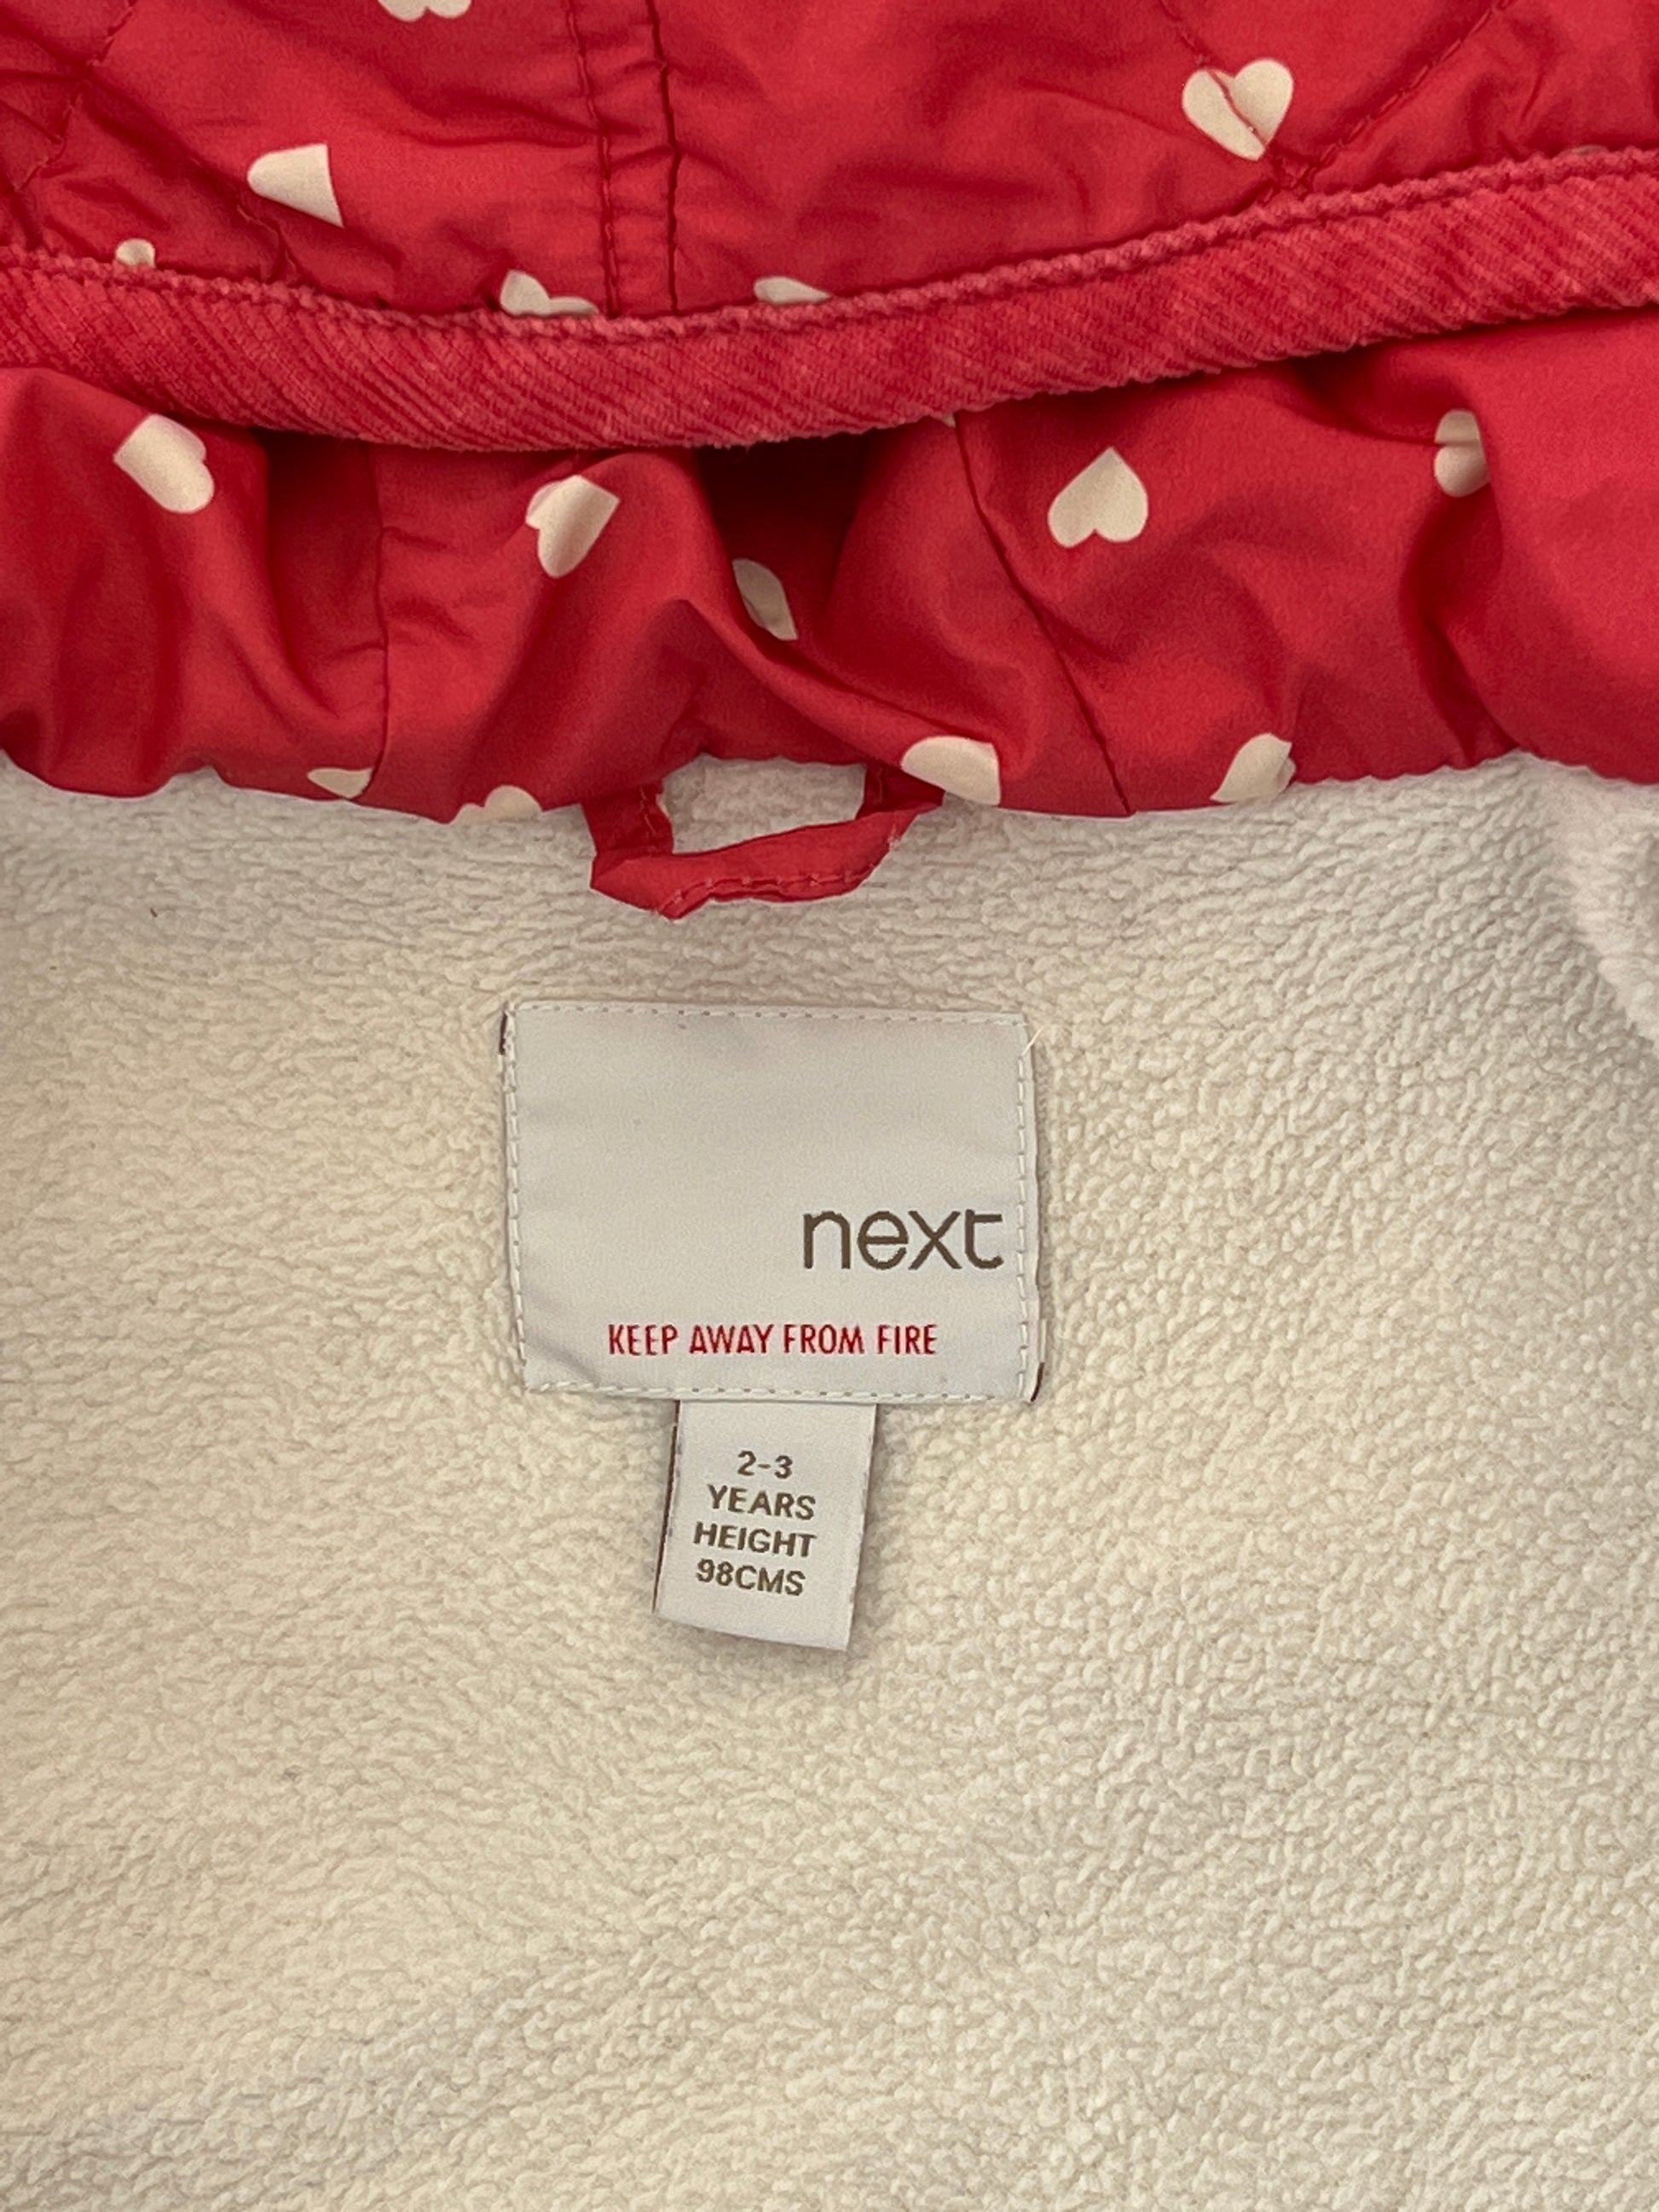 next
KEEP AWAY FROM FIRE
2-3
YEARS
HEIGHT
98CMS